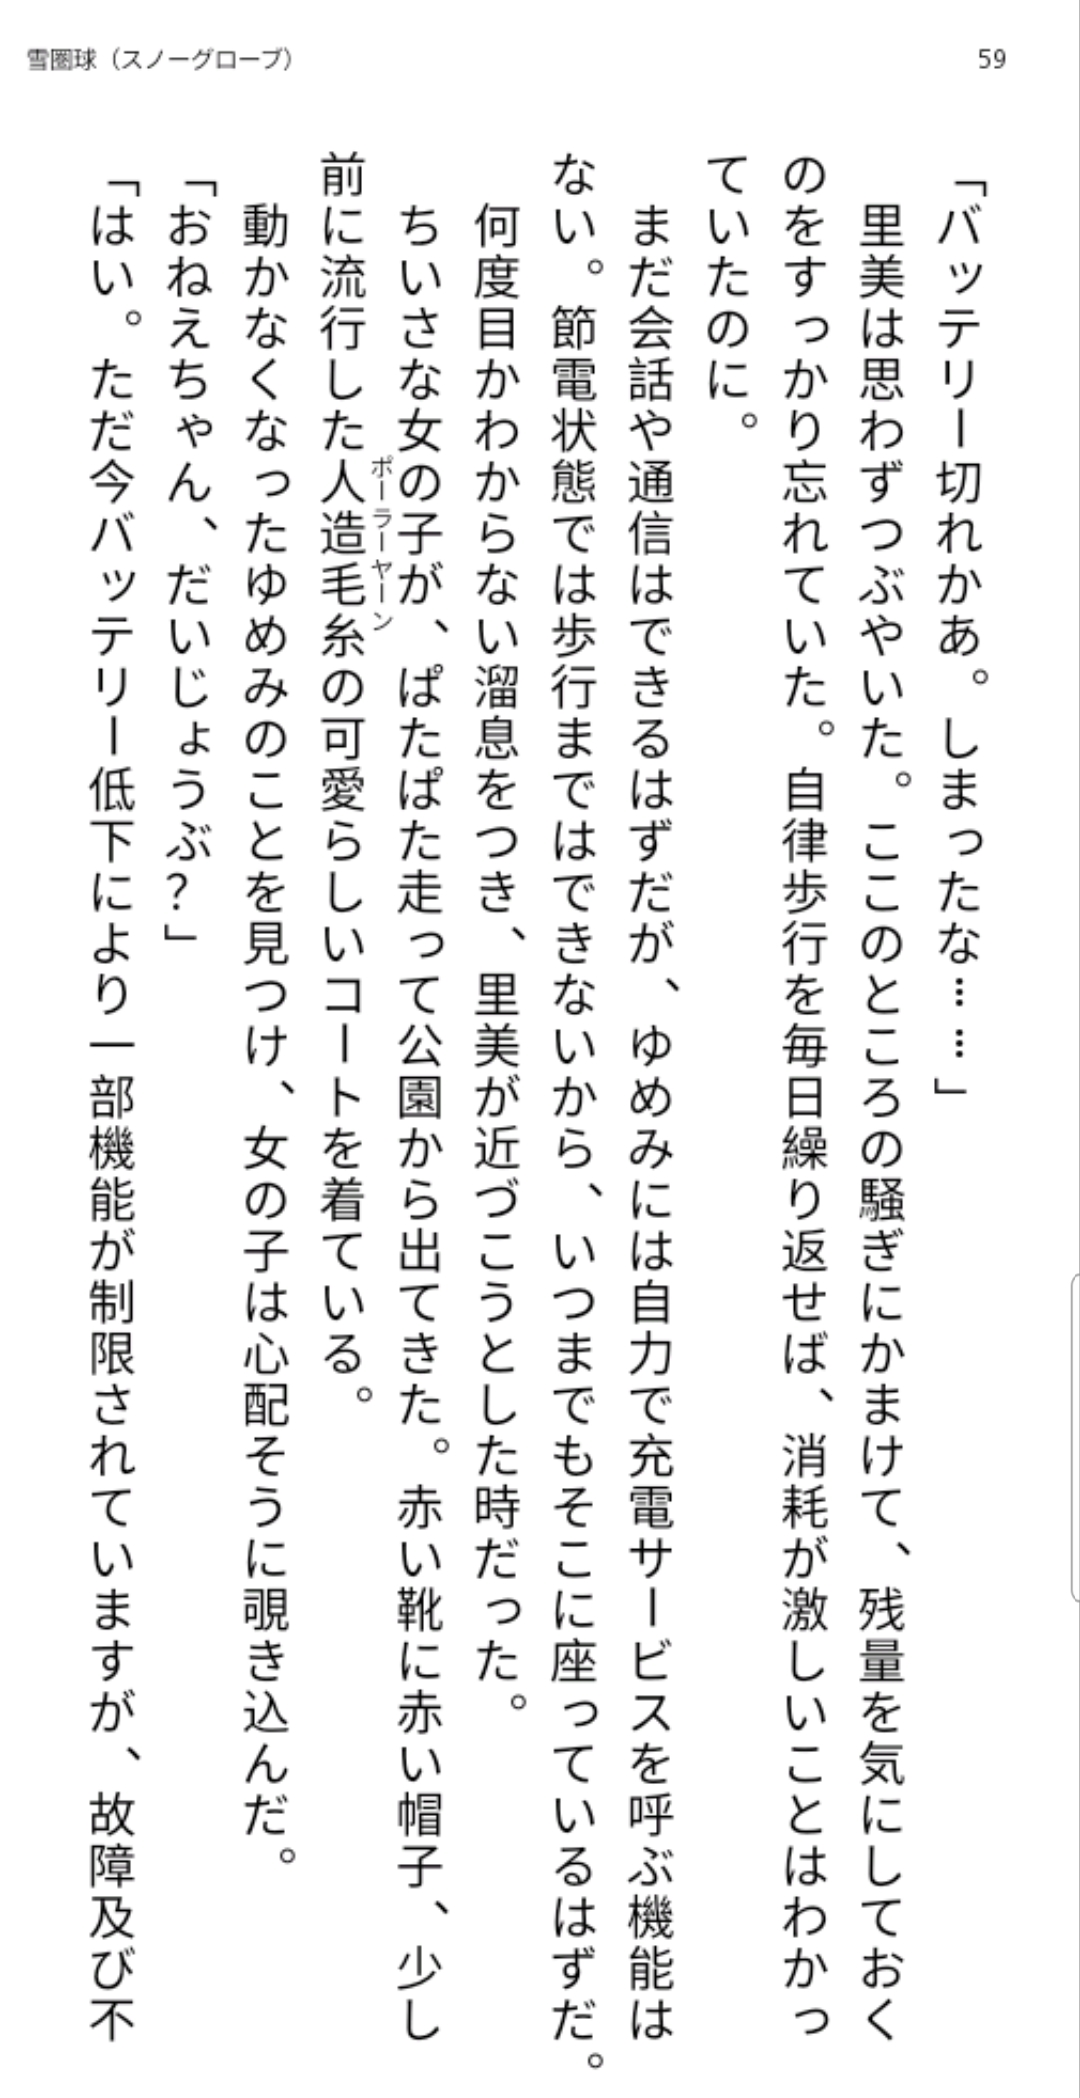 雪圏球（スノーグローブ）
59
「バッテリー切れかあ。しまったな……」
　里美は思わずつぶやいた。ここのところの騒ぎにかまけて、残量を気にしておく
のをすっかり忘れていた。自律歩行を毎日繰り返せば、消耗が激しいことはわかっ
ていたのに。
　まだ会話や通信はできるはずだが、ゆめみには自力で充電サービスを呼ぶ機能は
ない。節電状態では歩行まではできないから、いつまでもそこに座っているはずだ。
　何度目かわからない溜息をつき、里美が近づこうとした時だった。
　ちいさな女の子が、ぱたぱた走って公園から出てきた。赤い靴に赤い帽子、少し
前に流行した人造毛糸の可愛らしいコートを着ている。
ポーラーヤーン
　動かなくなったゆめみのことを見つけ、女の子は心配そうに覗き込んだ。
「おねえちゃん、だいじょうぶ？」
「はい。ただ今バッテリー低下により一部機能が制限されていますが、故障及び不